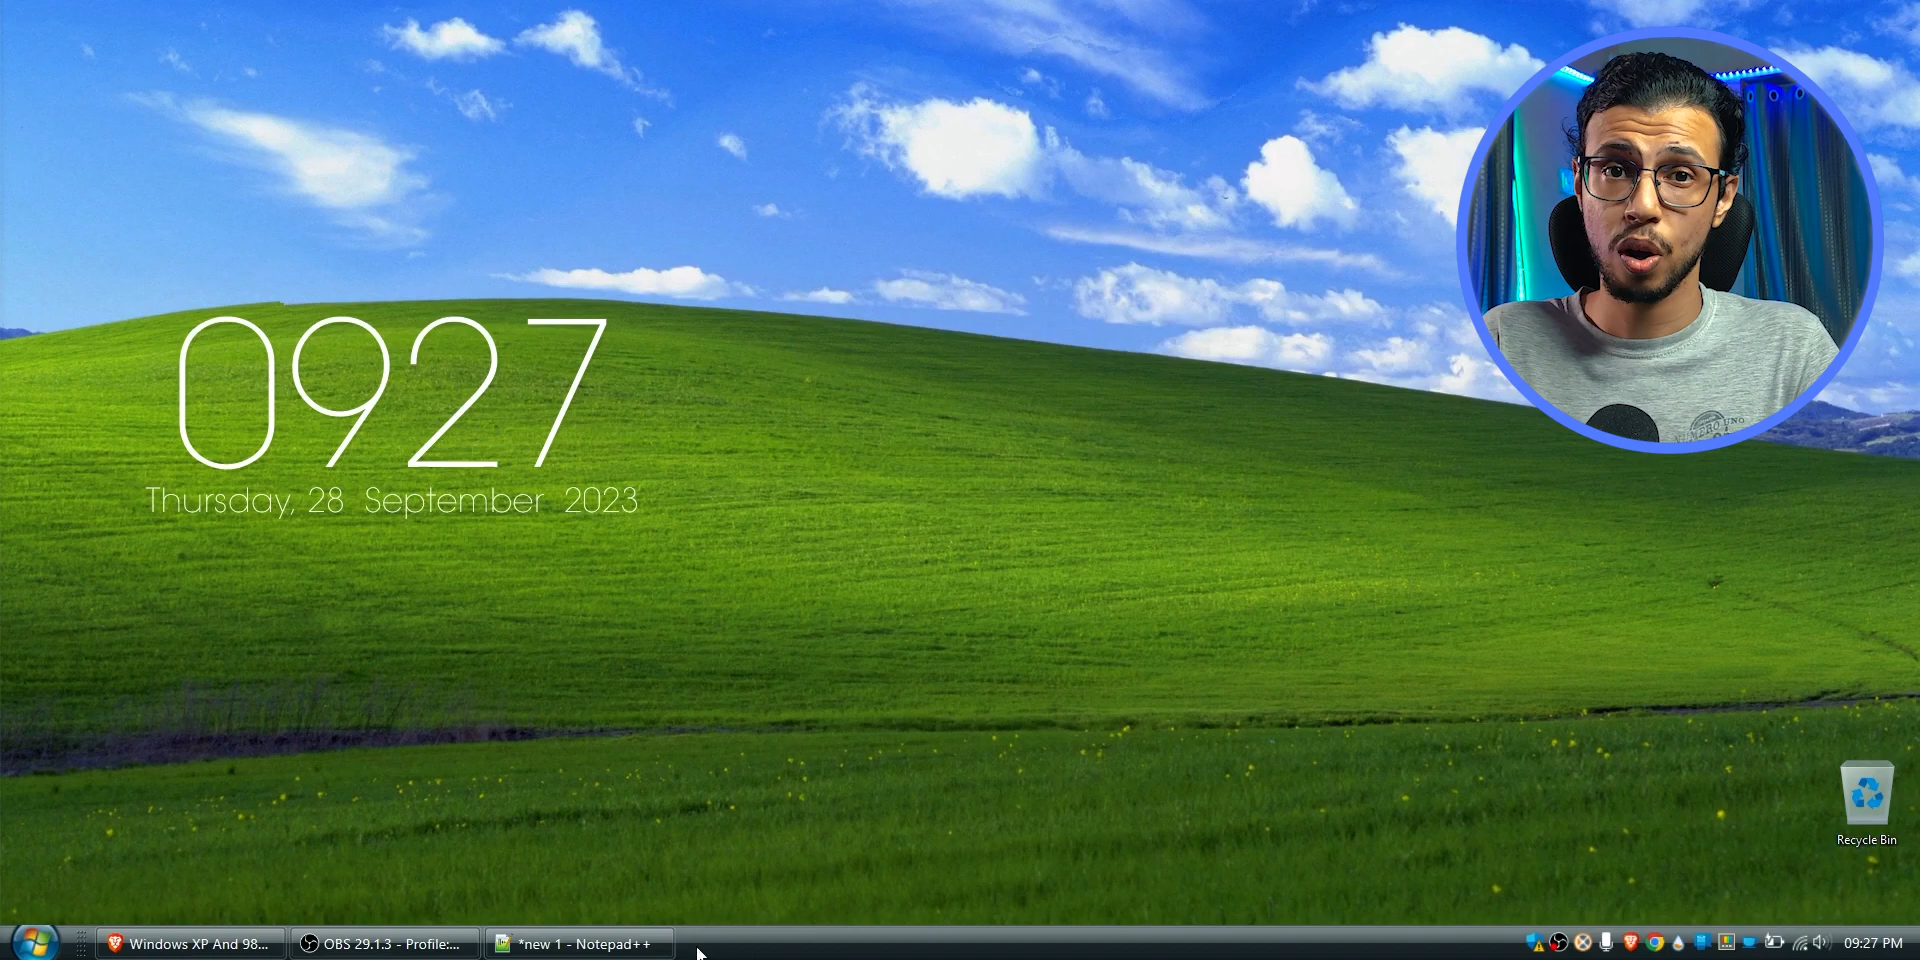 0927
Thursday, 28 September 2023
Recycle Bin
Windows XP And 98...
OBS 29.1.3 - Profile:...
*new 1 - Notepad++
09:27 PM